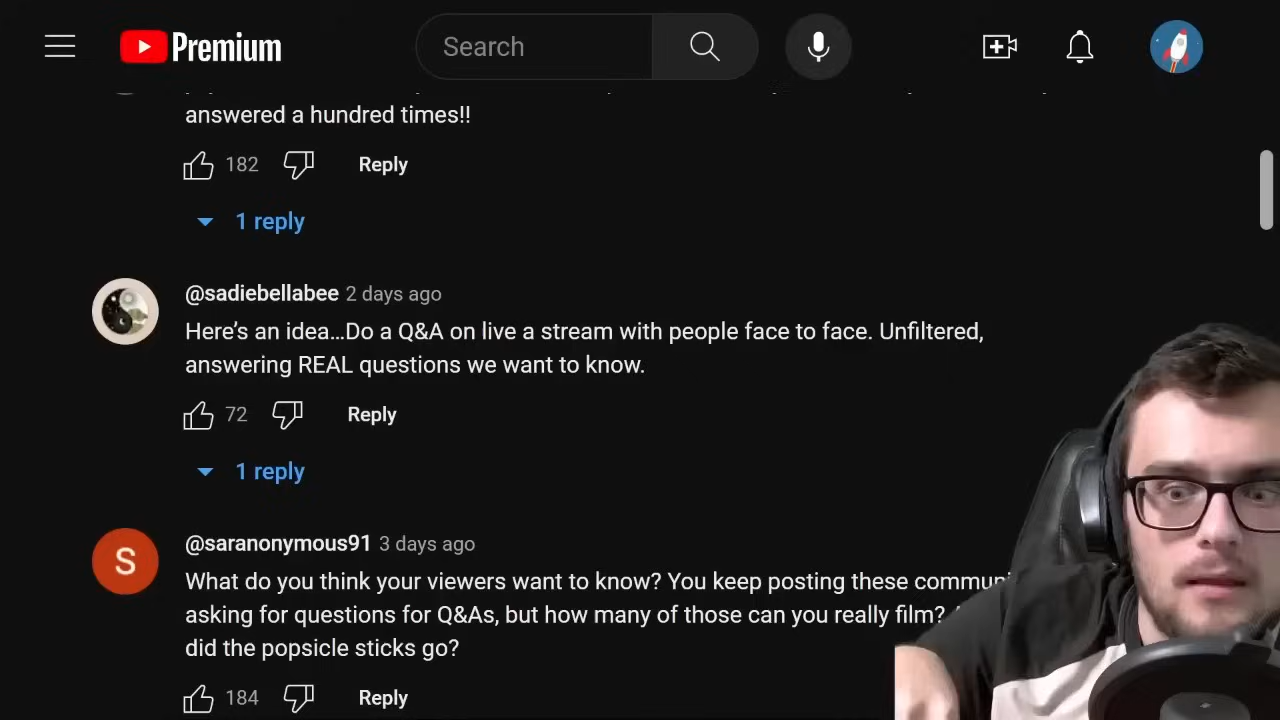 Premium
Search
answered a hundred times!!
182
Reply
1 reply
@sadiebellabee 2 days ago
Here’s an idea…Do a Q&A on live a stream with people face to face. Unfiltered,
answering REAL questions we want to know.
72
Reply
1 reply
S
@saranonymous91 3 days ago
What do you think your viewers want to know? You keep posting these
asking for questions for Q&As, but how many of those can you really film?
did the popsicle sticks go?
184
Reply